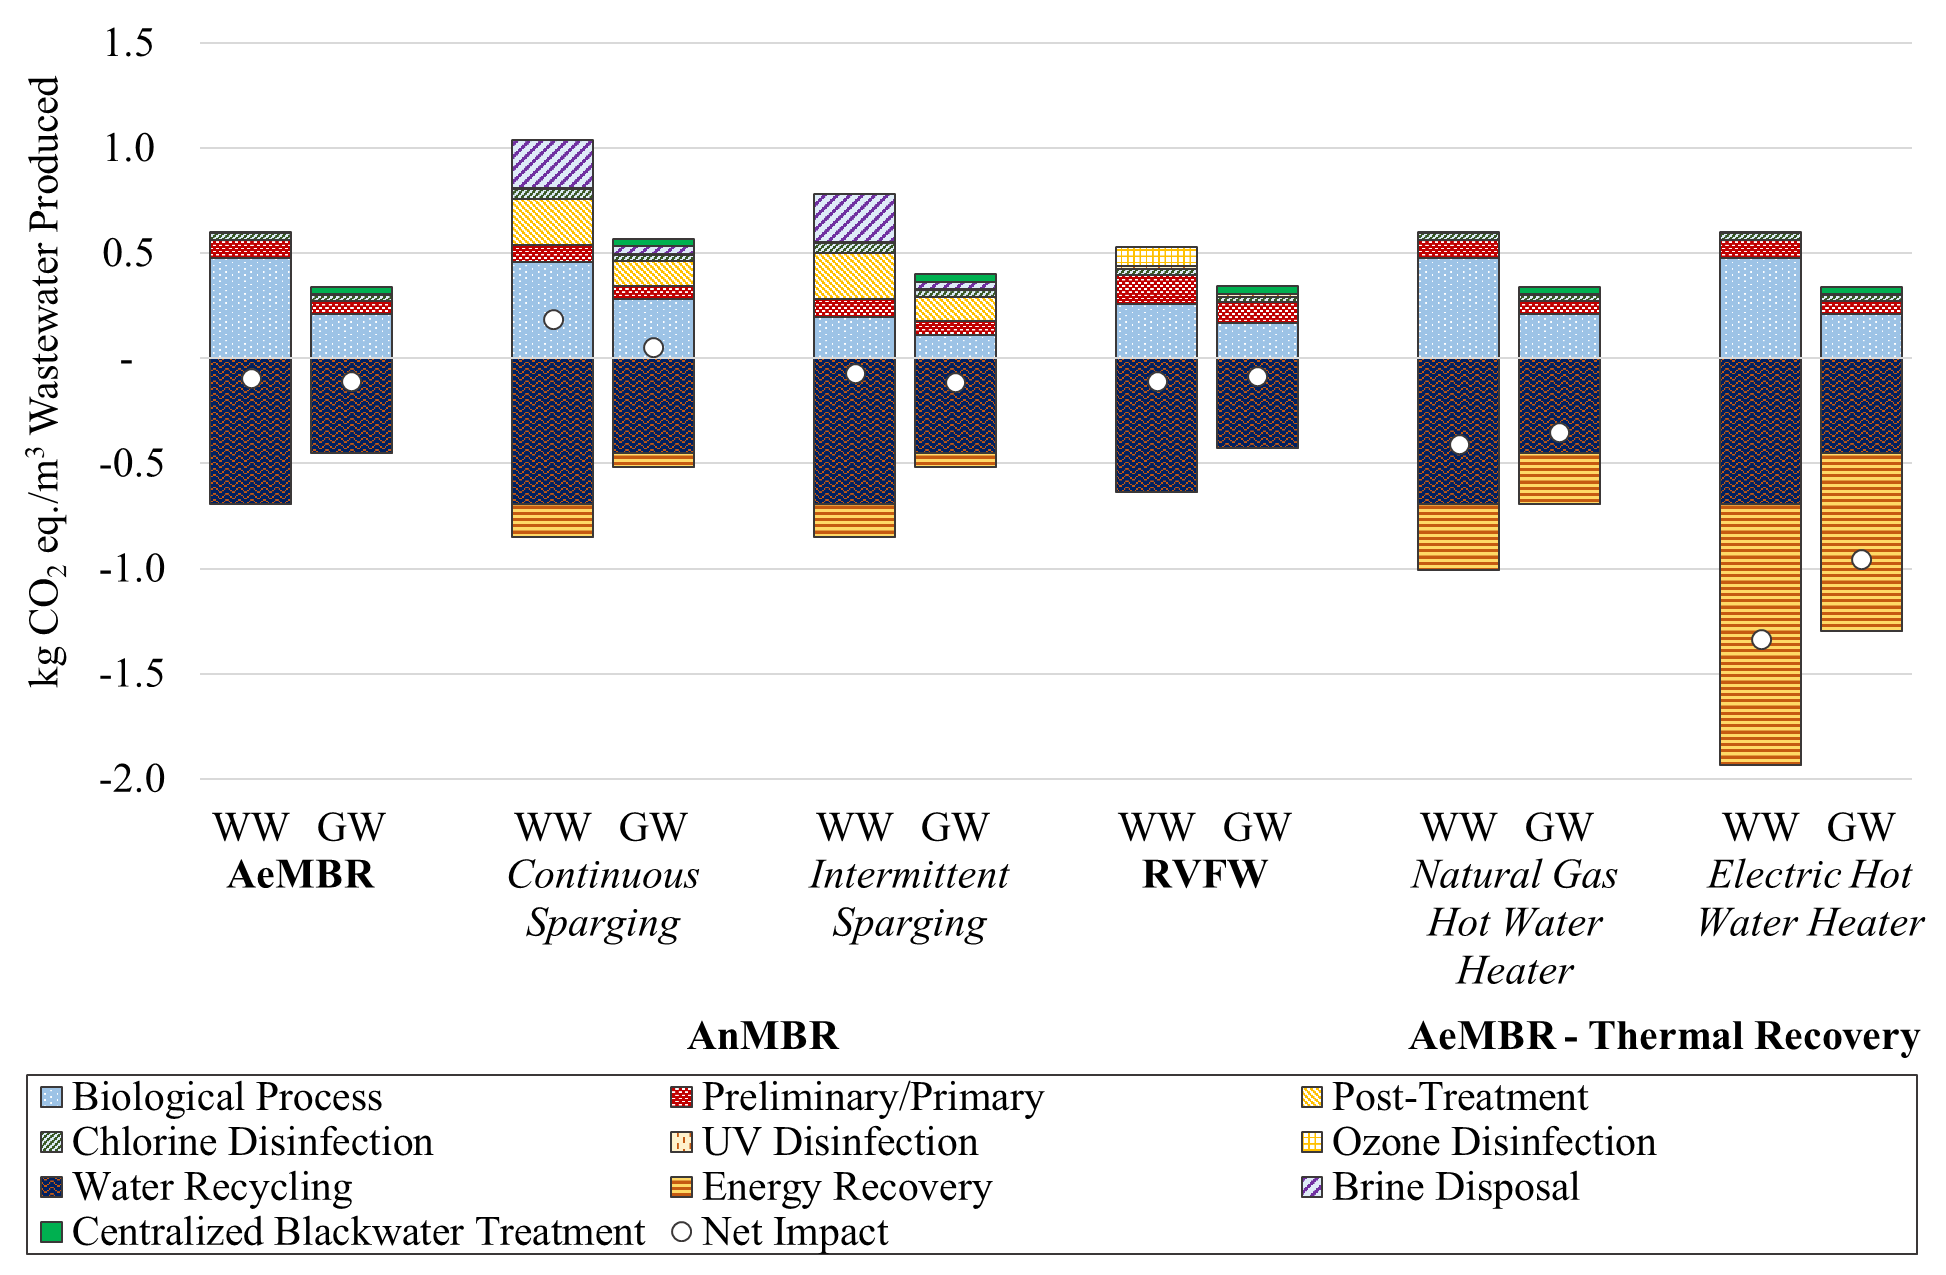 kg CO2 eq./m3 Wastewater Produced
1.5
1.0
0.5
-
-0.5
-1.0
-1.5
-2.0
WW GW WW GW WW GW WW GW WW GW WW GW
AeMBR Continuous Intermittent RVFW Natural Gas Electric Hot
Sparging Sparging Hot Water Water Heater
Heater
AnMBR AeMBR - Thermal Recovery
Biological Process Preliminary/Primary Post-Treatment
Chlorine Disinfection UV Disinfection Ozone Disinfection
Water Recycling Energy Recovery Brine Disposal
Centralized Blackwater Treatment Net Impact